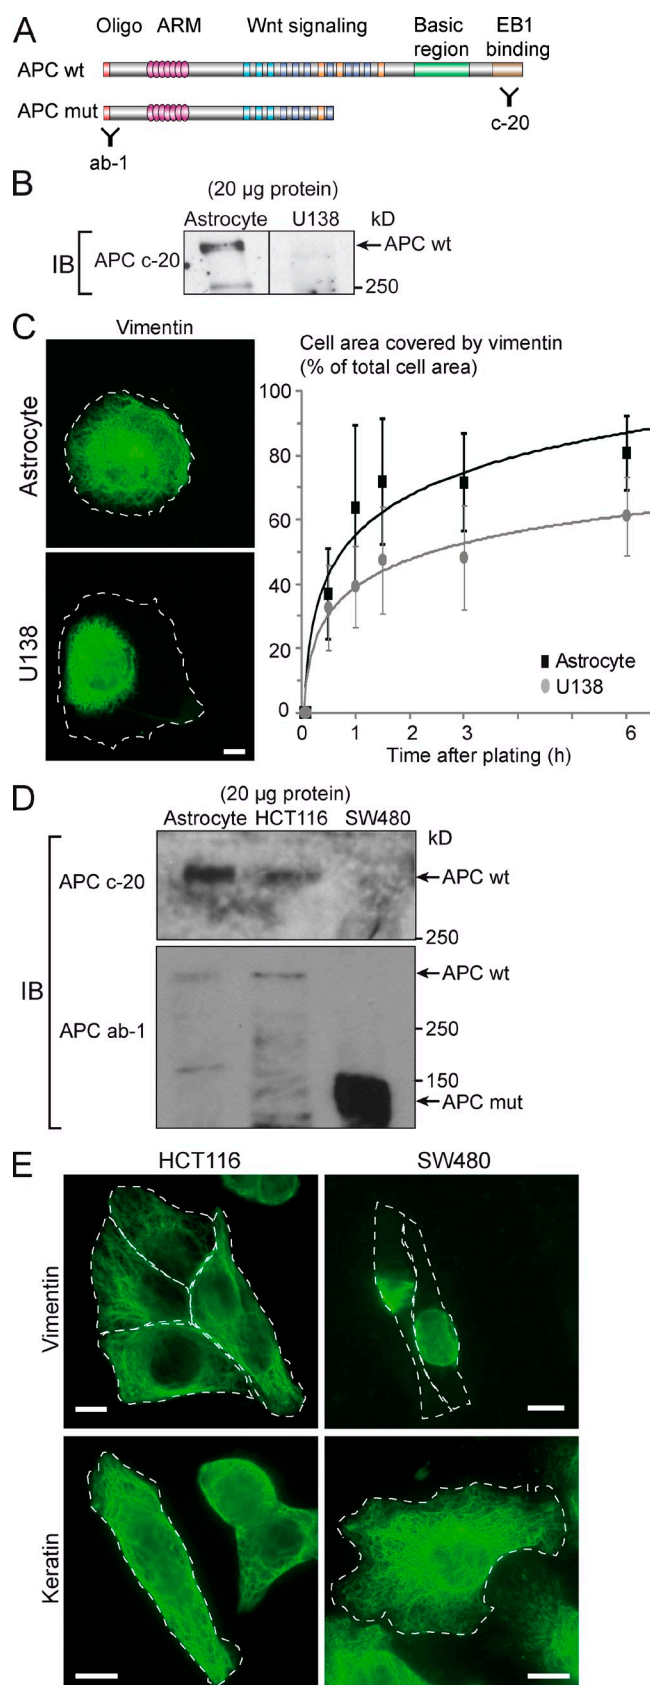 A
Oligo ARM Wnt signaling Basic region EB1 binding
APC wt
APC mut
ab-1
c-20
B
(20 µg protein)
Astrocyte U138 kD
IB APC c-20
APC wt
250
C
Vimentin
Astrocyte
U138
Cell area covered by vimentin
(% of total cell area)
100
80
60
40
20
0
0 1 2 3 6
Time after plating (h)
Astrocyte
U138
D
(20 µg protein)
Astrocyte HCT116 SW480
kD
IB
APC c-20
APC wt
250
APC ab-1
APC wt
250
150
APC mut
E
HCT116 SW480
Vimentin
Keratin